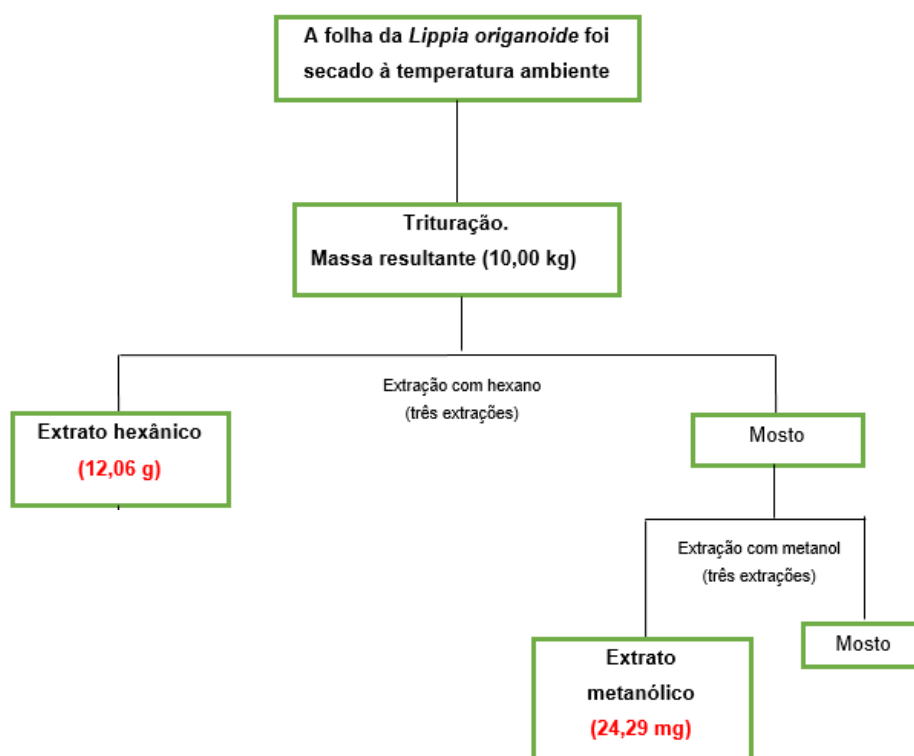 A folha da Lippia origanoide foi
secado à temperatura ambiente
Trituração.
Massa resultante (10,00 kg)
Extração com hexano
(três extrações)
Extrato hexânico
(12,06 g)
Mosto
Extração com metanol
(três extrações)
Extrato
metanólico
(24,29 mg)
Mosto